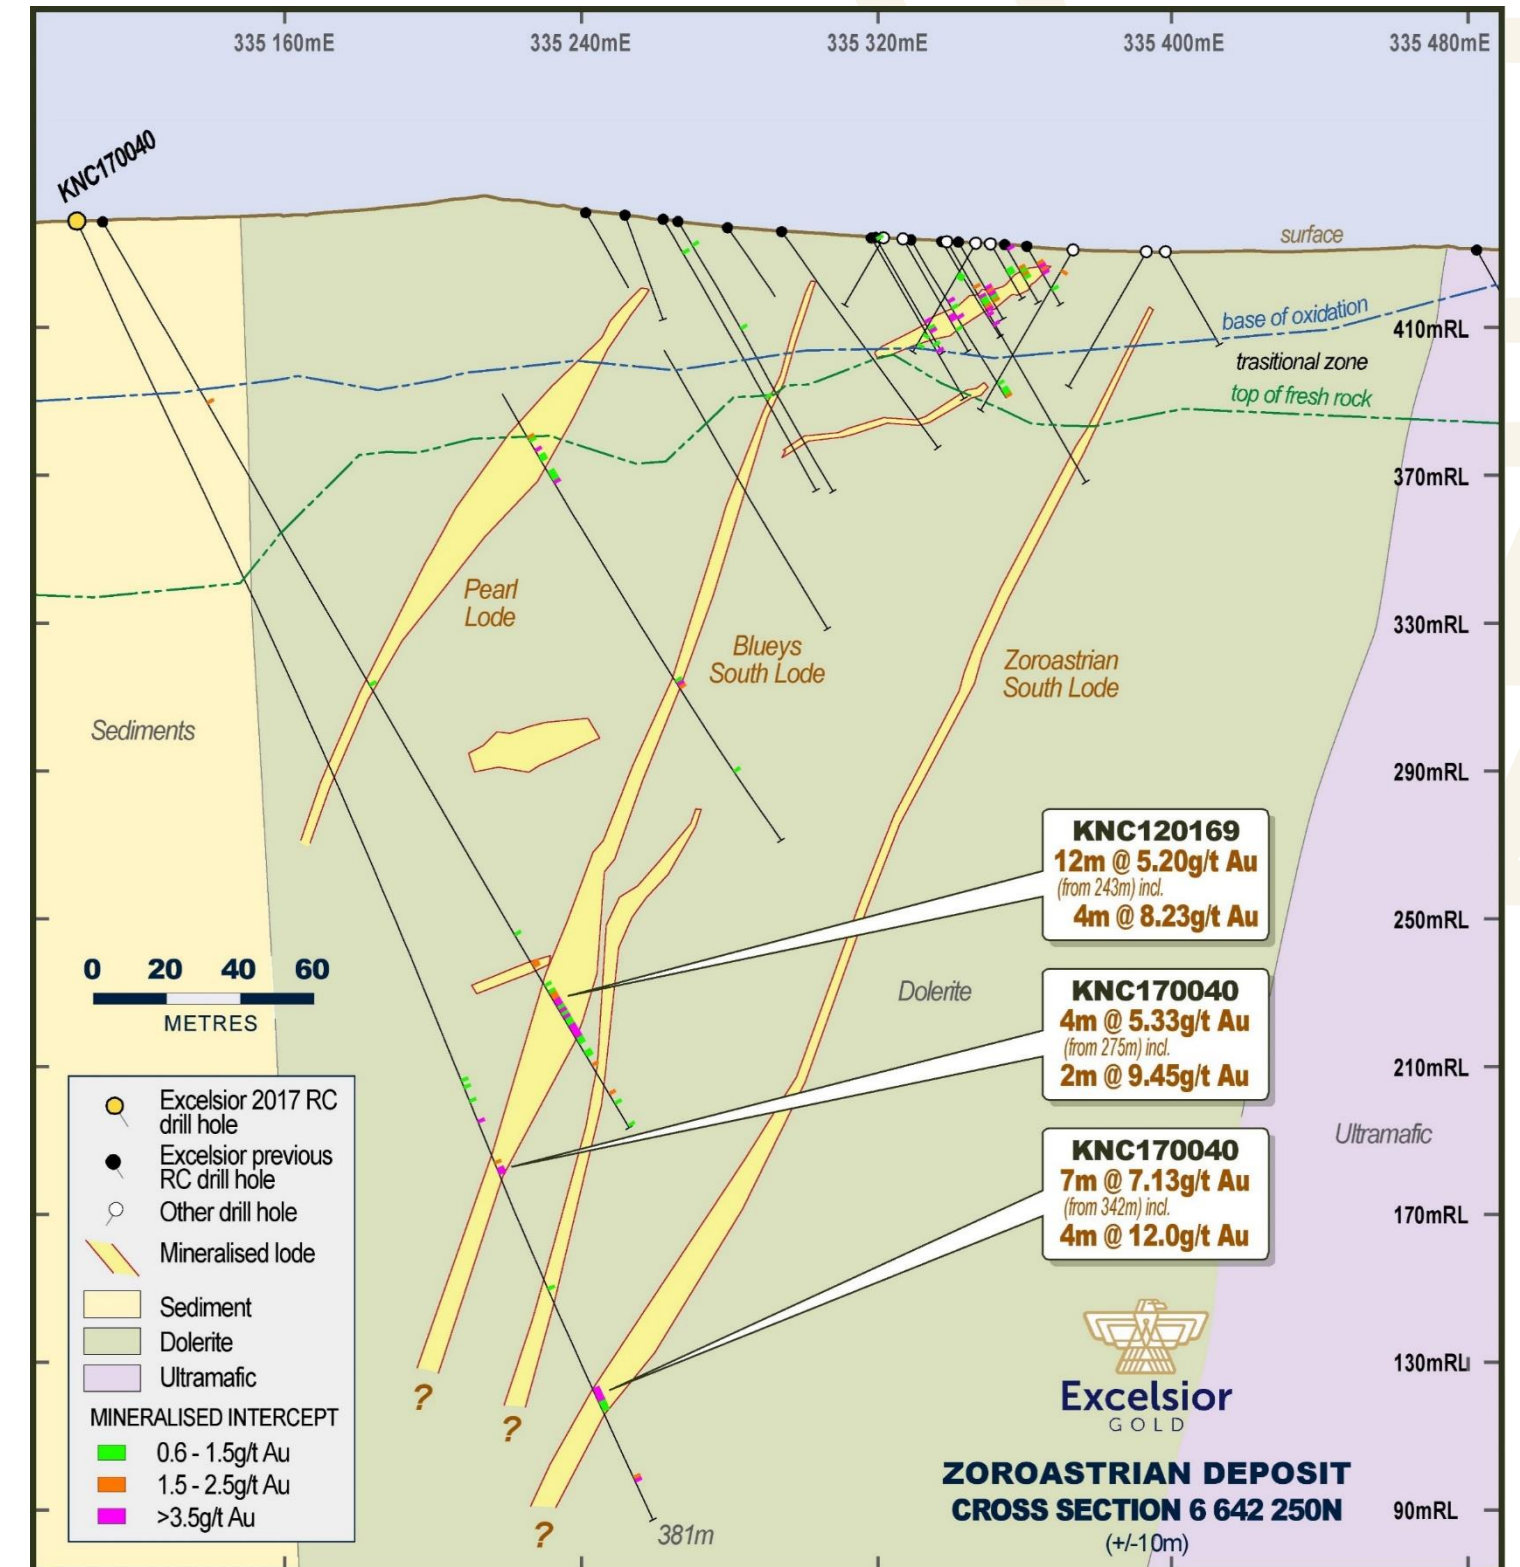 335 160mE
335 240mE
335 320mE
335 400mE
335 480mE
KNC170040
surface
base of oxidation
410mRL
trasitional zone
top of fresh rock
370mRL
Pearl
Lode
330mRL
Blueys
South Lode
Zoroastrian
South Lode
Sediments
290mRL
KNC120169
12m @ 5.20g/t Au
(from 243m) incl.
4m @ 8.23g/t Au
250mRL
0 20 40 60
METRES
Dolerite
KNC170040
4m @ 5.33g/t Au
(from 275m) incl.
2m @ 9.45g/t Au
210mRL
Ultramafic
KNC170040
7m @ 7.13g/t Au
(from 342m) incl.
4m @ 12.0g/t Au
170mRL
Excelsior 2017 RC
drill hole
Excelsior previous
RC drill hole
Other drill hole
Mineralised lode
Sediment
Dolerite
Ultramafic
MINERALISED INTERCEPT
0.6 - 1.5g/t Au
1.5 - 2.5g/t Au
>3.5g/t Au
130mRL
?
?
?
381m
Excelsior
GOLD
ZOROASTRIAN DEPOSIT
CROSS SECTION 6 642 250N
(+/-10m)
90mRL